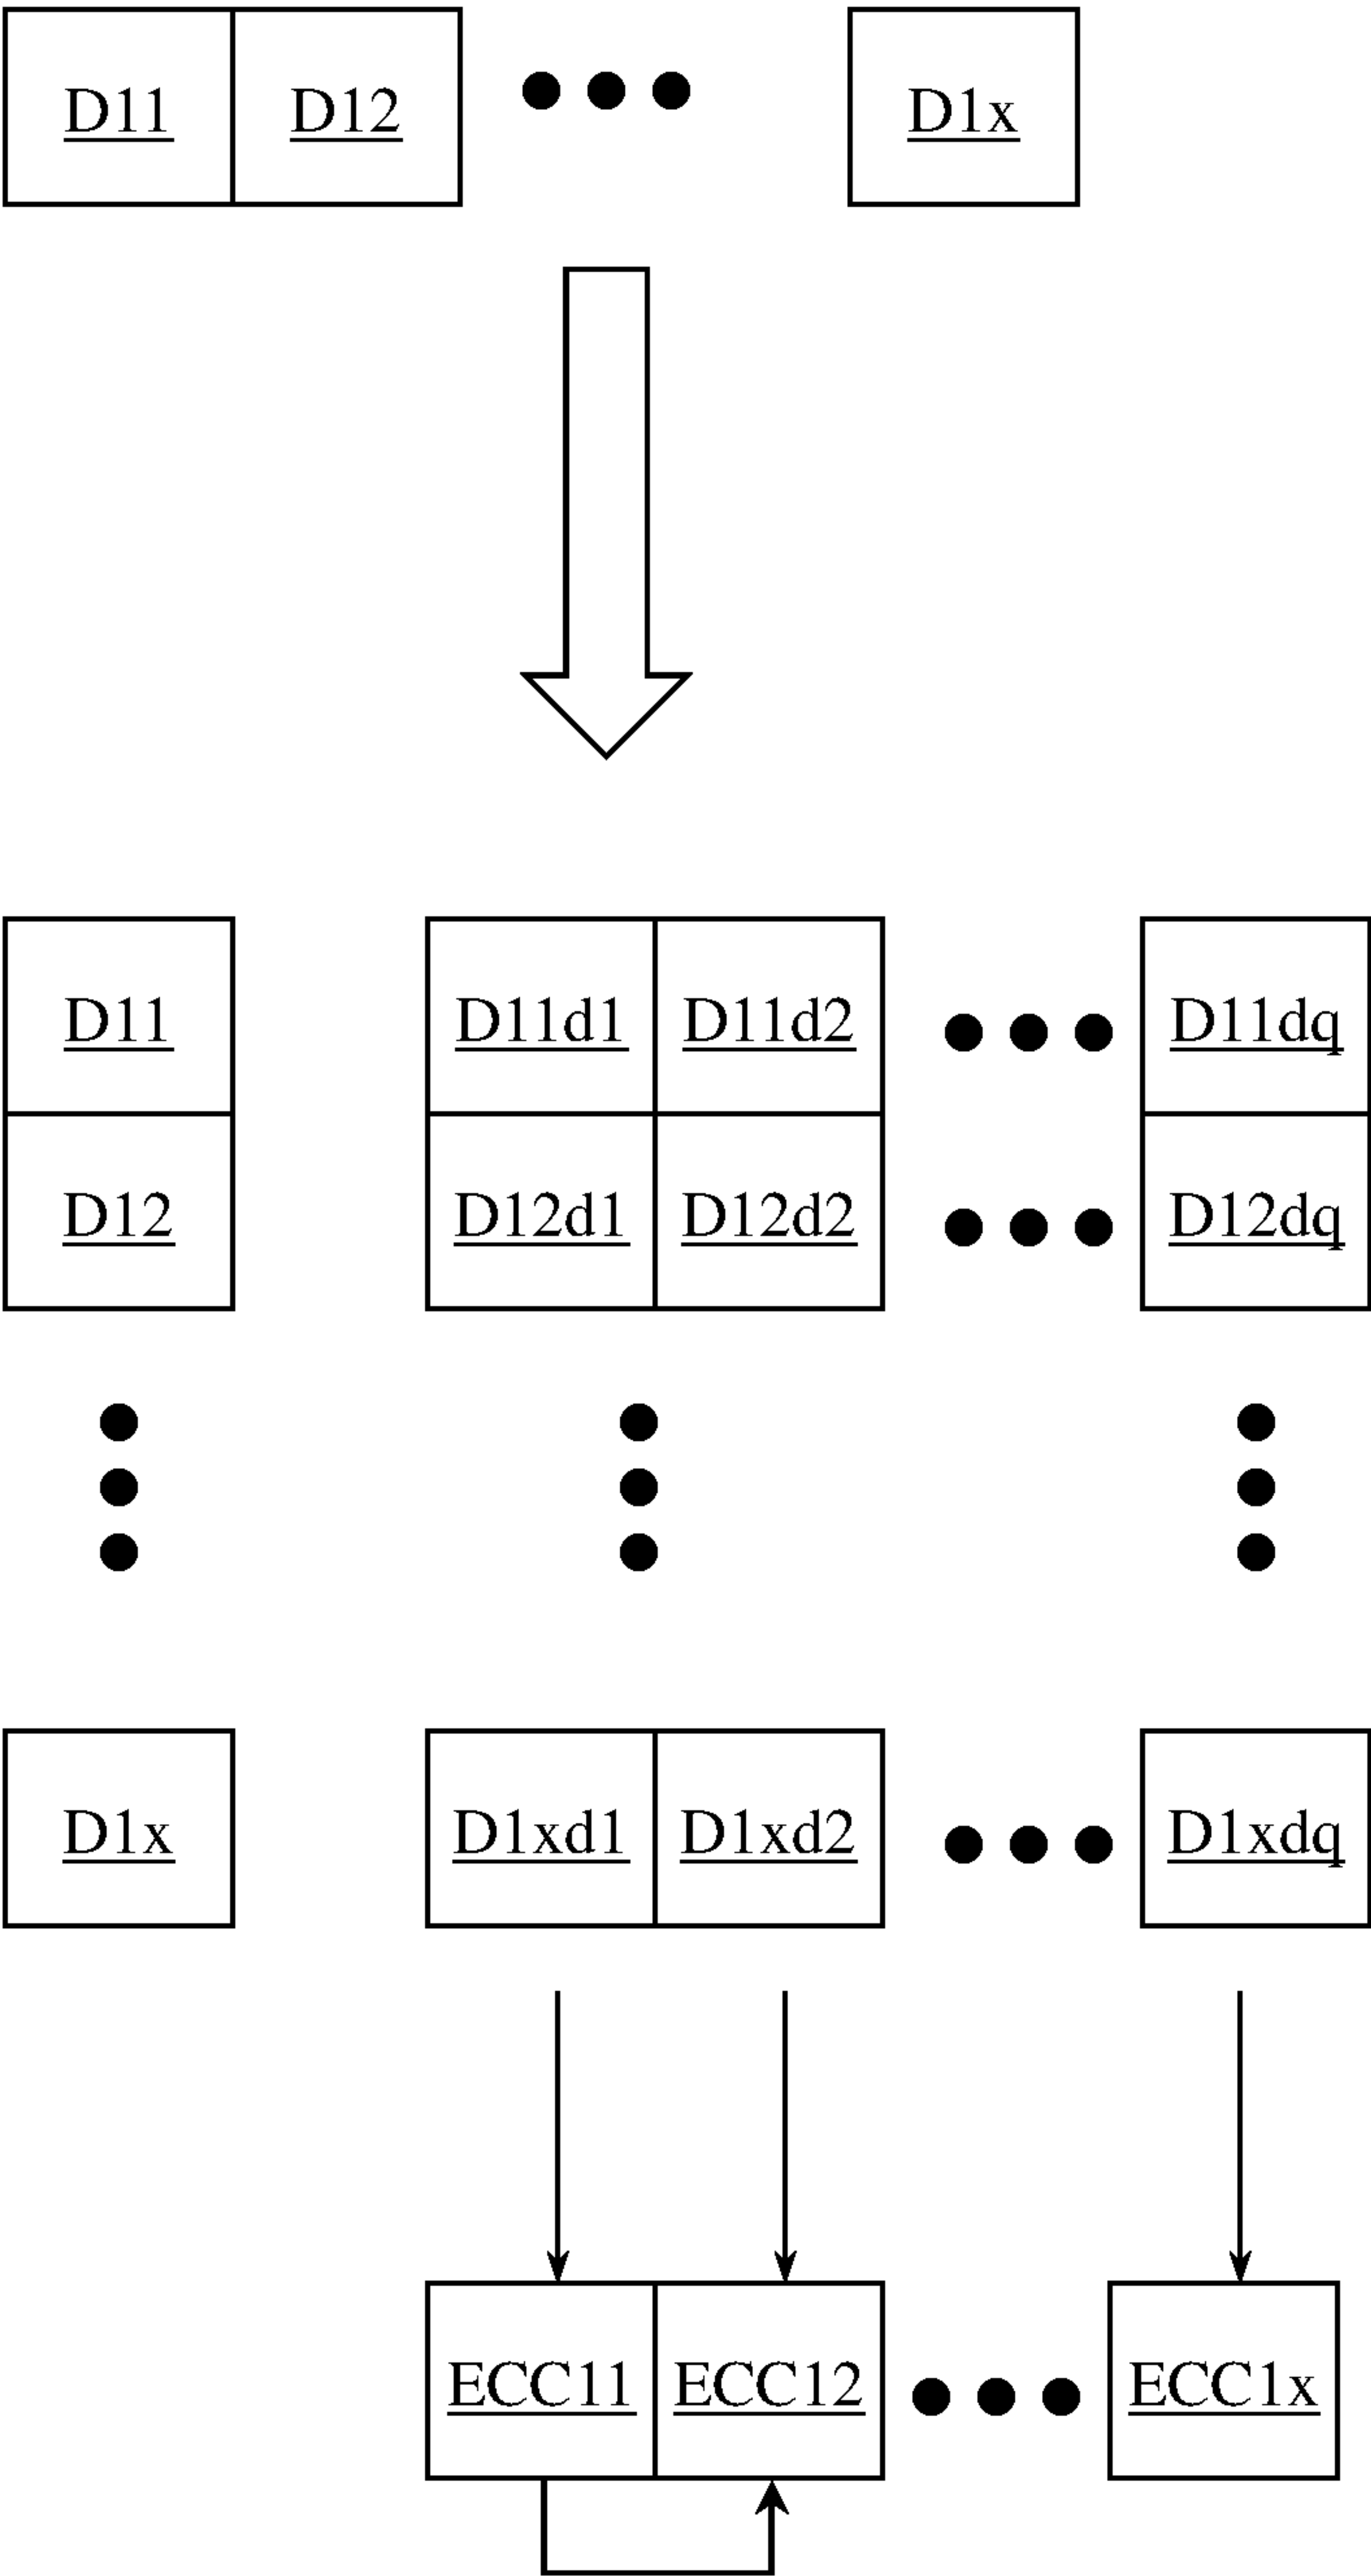 D11 D12 D1x
D11 D11d1 D11d2 D11dq
D12 D12d1 D12d2 D12dq
D1x D1xd1 D1xd2 D1xdq
ECC11 ECC12 ECC1x